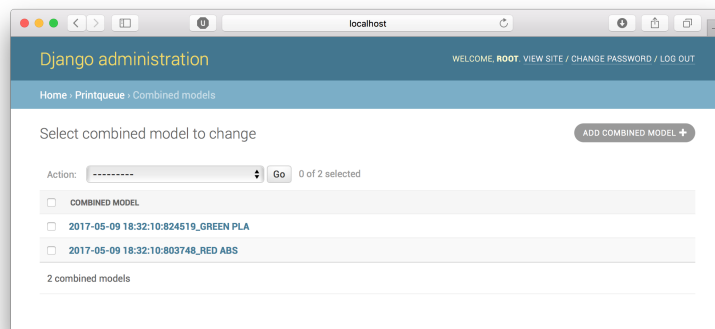 localhost
Django administration
WELCOME, ROOT. VIEW SITE / CHANGE PASSWORD / LOG OUT
Home › Printqueue › Combined models
Select combined model to change
ADD COMBINED MODEL +
Action: --------- Go 0 of 2 selected
COMBINED MODEL
2017-05-09 18:32:10:824519_GREEN PLA
2017-05-09 18:32:10:803748_RED ABS
2 combined models